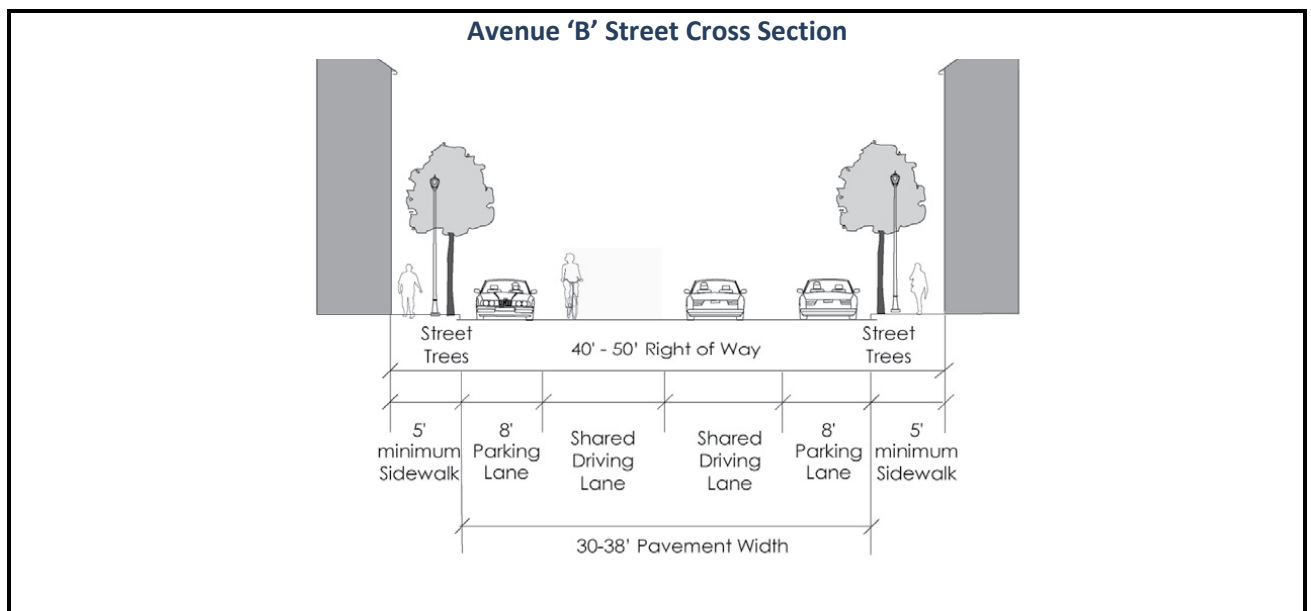 Avenue ‘B’ Street Cross Section
Street
Trees
40' - 50' Right of Way
Street
Trees
5'
minimum
Sidewalk
8'
Parking
Lane
Shared
Driving
Lane
Shared
Driving
Lane
8'
Parking
Lane
5'
minimum
Sidewalk
30-38' Pavement Width